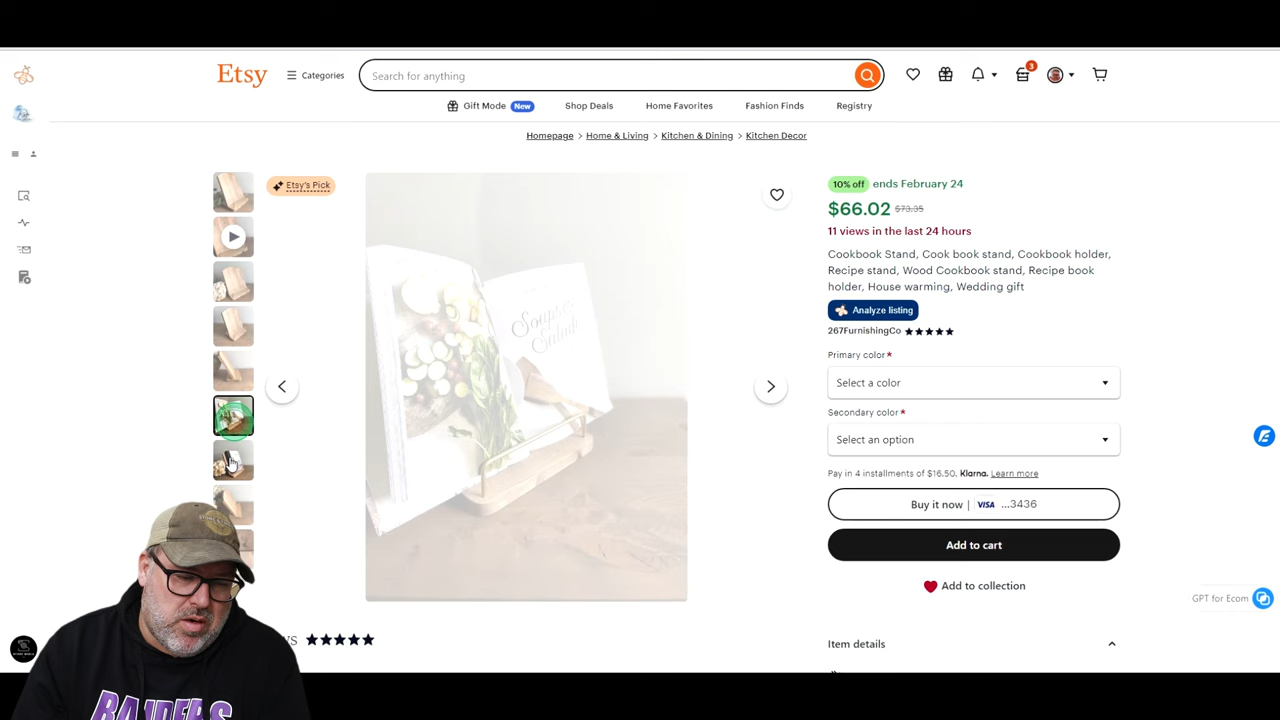 Etsy
Categories
Search for anything
3
Gift Mode New
Shop Deals
Home Favorites
Fashion Finds
Registry
Homepage > Home & Living > Kitchen & Dining > Kitchen Decor
Etsy's Pick
Soups &
Salads
10% off ends February 24
$66.02 $73.35
11 views in the last 24 hours
Cookbook Stand, Cook book stand, Cookbook holder,
Recipe stand, Wood Cookbook stand, Recipe book
holder, House warming, Wedding gift
Analyze listing
267FurnishingCo
Primary color *
Select a color
Secondary color *
Select an option
Pay in 4 installments of $16.50. Klarna. Learn more
Buy it now | VISA ...3436
Add to cart
Add to collection
GPT for Ecom
Item details
RAIDERS